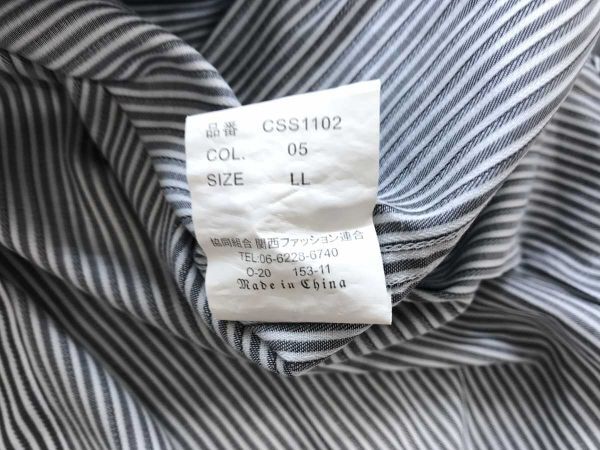 品番 CSS1102
COL. 05
SIZE LL
協同組合 関西ファッション連合
TEL:06-6228-6740
O-20 153-11
Made in China